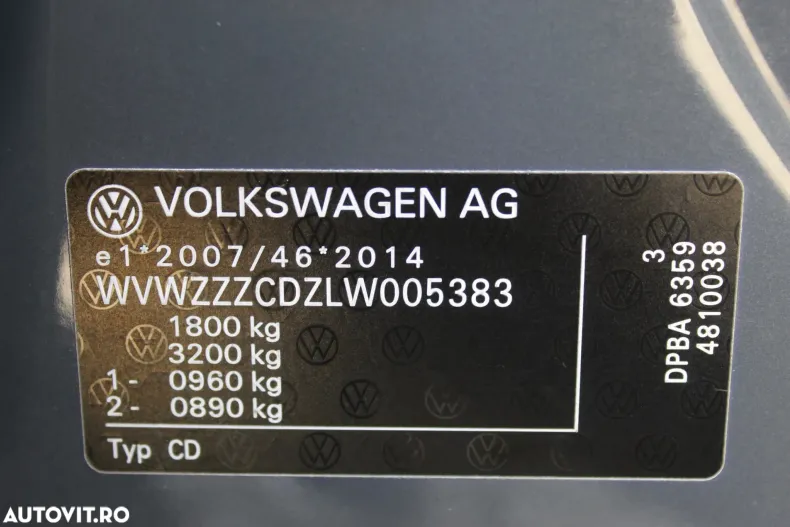 VOLKSWAGEN AG
e1*2007/46*2014
WVWZZZCDZLW005383
1800 kg
3200 kg
1- 0960 kg
2- 0890 kg
Typ CD
3
DPBA 6359
4810038
AUTOVIT.RO